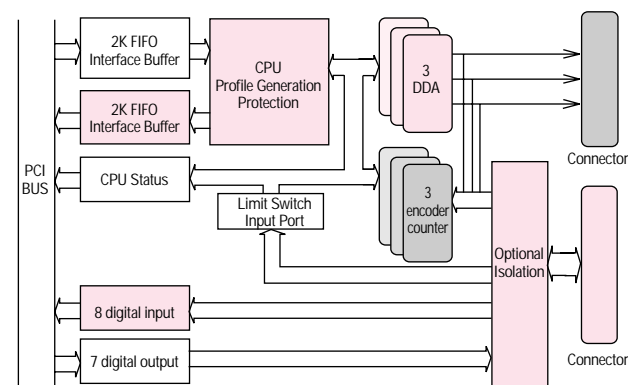 2K FIFO
Interface Buffer
CPU
Profile Generation
Protection
3
DDA
2K FIFO
Interface Buffer
Connector
PCI
BUS
CPU Status
Limit Switch
Input Port
3
encoder
counter
Optional
Isolation
8 digital input
7 digital output
Connector